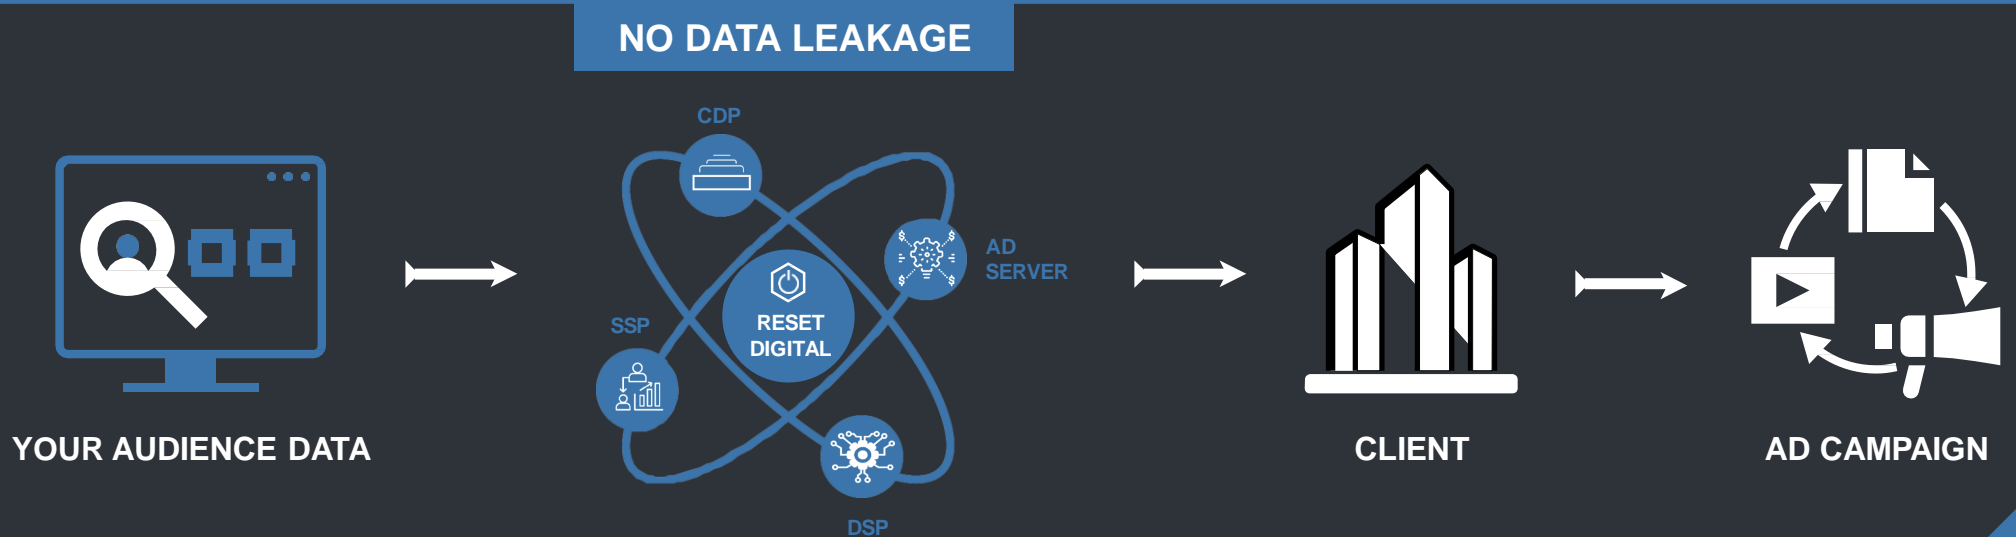 NO DATA LEAKAGE
CDP
AD
SERVER
SSP
RESET
DIGITAL
DSP
YOUR AUDIENCE DATA
CLIENT
AD CAMPAIGN